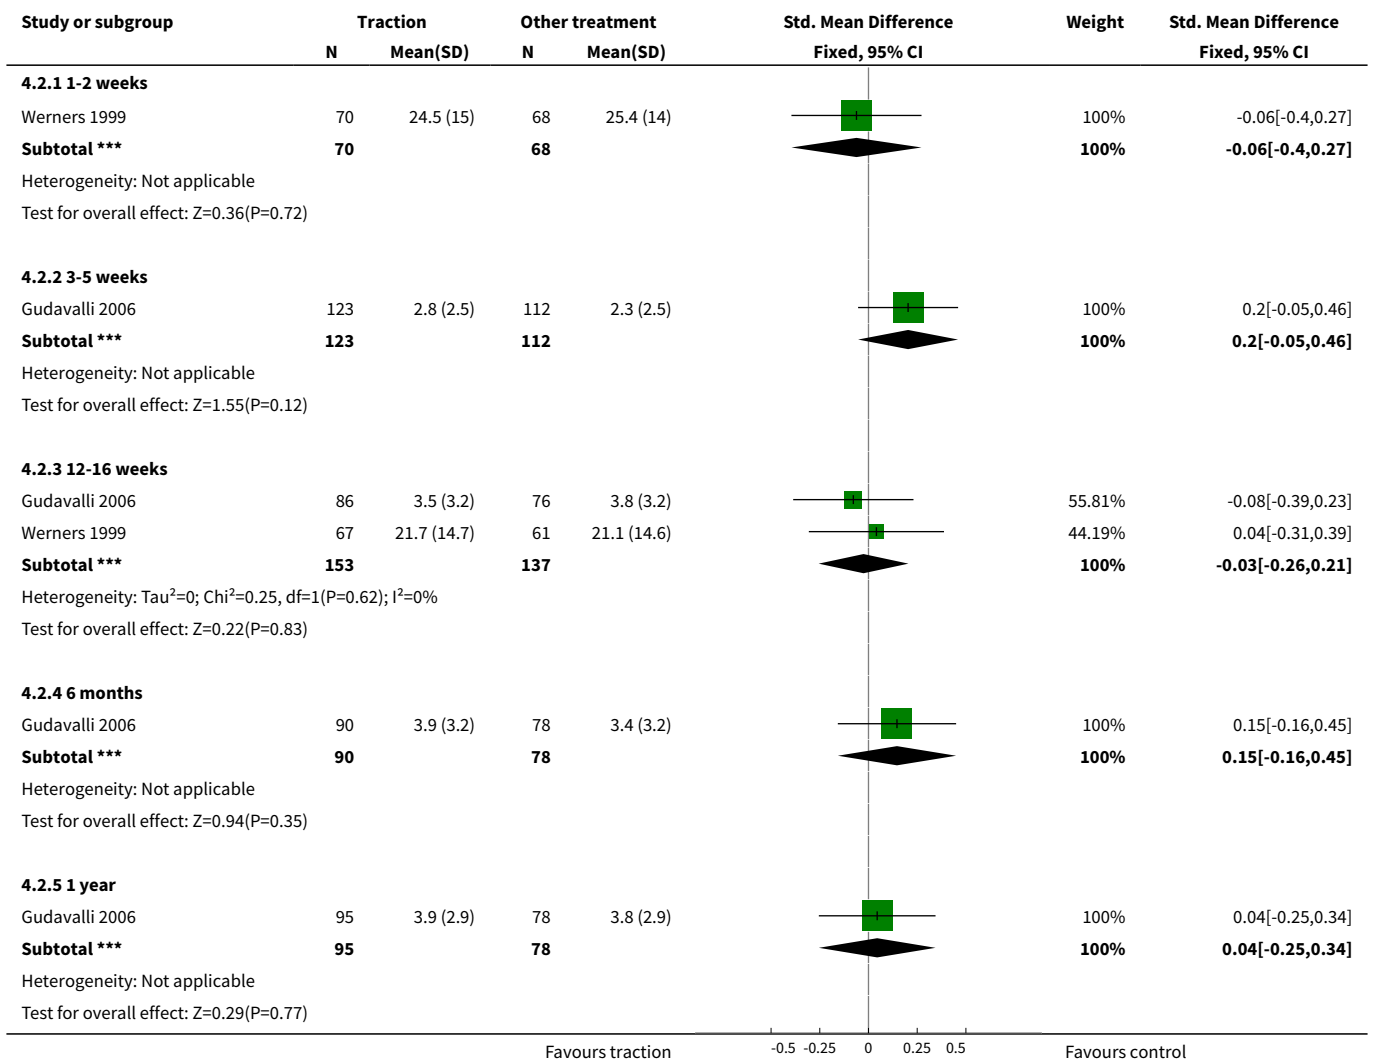 Study or subgroup Traction Other treatment Std. Mean Difference Weight Std. Mean Difference
N Mean(SD) N Mean(SD) Fixed, 95% CI Fixed, 95% CI
4.2.1 1-2 weeks
Werners 1999 70 24.5 (15) 68 25.4 (14) 100% -0.06[-0.4,0.27]
Subtotal *** 70 68 100% -0.06[-0.4,0.27]
Heterogeneity: Not applicable
Test for overall effect: Z=0.36(P=0.72)
4.2.2 3-5 weeks
Gudavalli 2006 123 2.8 (2.5) 112 2.3 (2.5) 100% 0.2[-0.05,0.46]
Subtotal *** 123 112 100% 0.2[-0.05,0.46]
Heterogeneity: Not applicable
Test for overall effect: Z=1.55(P=0.12)
4.2.3 12-16 weeks
Gudavalli 2006 86 3.5 (3.2) 76 3.8 (3.2) 55.81% -0.08[-0.39,0.23]
Werners 1999 67 21.7 (14.7) 61 21.1 (14.6) 44.19% 0.04[-0.31,0.39]
Subtotal *** 153 137 100% -0.03[-0.26,0.21]
Heterogeneity: Tau²=0; Chi²=0.25, df=1(P=0.62); I²=0%
Test for overall effect: Z=0.22(P=0.83)
4.2.4 6 months
Gudavalli 2006 90 3.9 (3.2) 78 3.4 (3.2) 100% 0.15[-0.16,0.45]
Subtotal *** 90 78 100% 0.15[-0.16,0.45]
Heterogeneity: Not applicable
Test for overall effect: Z=0.94(P=0.35)
4.2.5 1 year
Gudavalli 2006 95 3.9 (2.9) 78 3.8 (2.9) 100% 0.04[-0.25,0.34]
Subtotal *** 95 78 100% 0.04[-0.25,0.34]
Heterogeneity: Not applicable
Test for overall effect: Z=0.29(P=0.77)
Favours traction -0.5 -0.25 0 0.25 0.5 Favours control